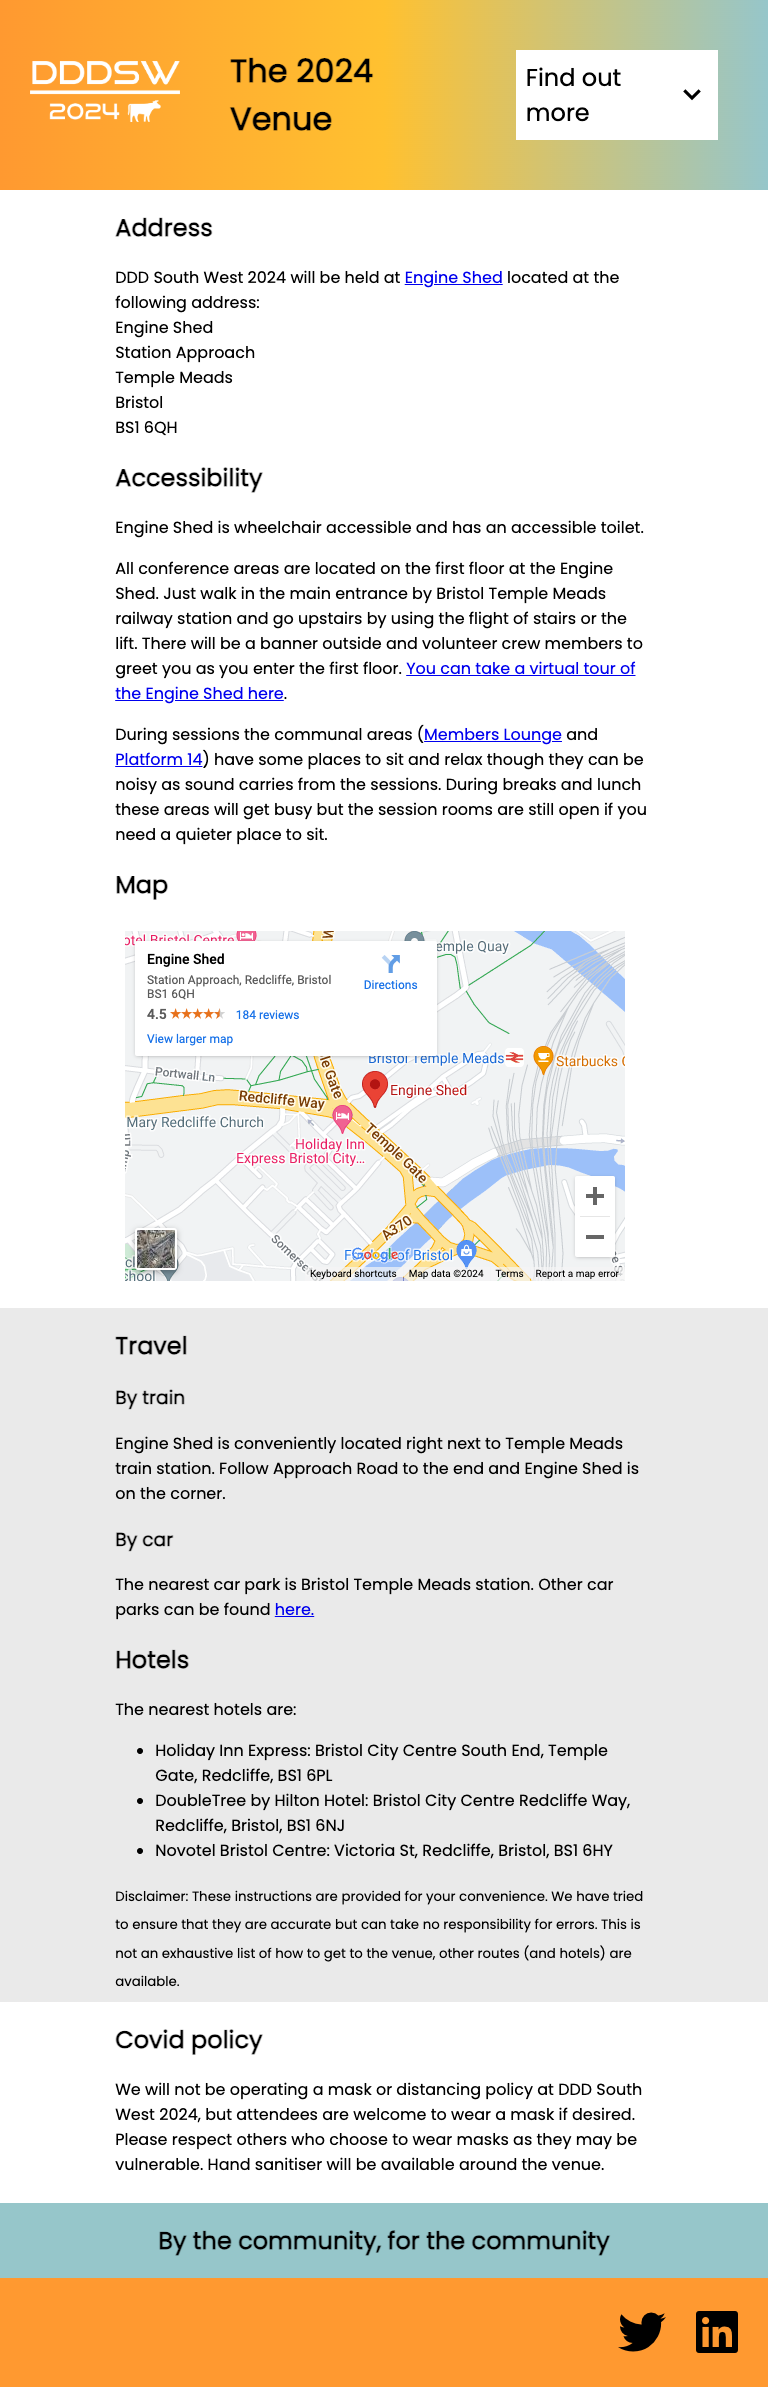 DDDSW
2024
The 2024
Venue
Find out
more
Address
DDD South West 2024 will be held at Engine Shed located at the
following address:
Engine Shed
Station Approach
Temple Meads
Bristol
BS1 6QH
Accessibility
Engine Shed is wheelchair accessible and has an accessible toilet.
All conference areas are located on the first floor at the Engine
Shed. Just walk in the main entrance by Bristol Temple Meads
railway station and go upstairs by using the flight of stairs or the
lift. There will be a banner outside and volunteer crew members to
greet you as you enter the first floor. You can take a virtual tour of
the Engine Shed here.
During sessions the communal areas (Members Lounge and
Platform 14) have some places to sit and relax though they can be
noisy as sound carries from the sessions. During breaks and lunch
these areas will get busy but the session rooms are still open if you
need a quieter place to sit.
Map
Bristol Centre
emple Quay
Engine Shed
Station Approach, Redcliffe, Bristol
BS1 6QH
Directions
4.5 184 reviews
View larger map
Bristol Temple Meads
Starbucks
le Gate
Portwall Ln
Engine Shed
Redcliffe Way
Mary Redcliffe Church
Holiday Inn
Express Bristol City...
Temple Gate
A370
Somerse
of Bristol
Google
chool
Keyboard shortcuts Map data ©2024 Terms Report a map error
Travel
By train
Engine Shed is conveniently located right next to Temple Meads
train station. Follow Approach Road to the end and Engine Shed is
on the corner.
By car
The nearest car park is Bristol Temple Meads station. Other car
parks can be found here.
Hotels
The nearest hotels are:
Holiday Inn Express: Bristol City Centre South End, Temple
Gate, Redcliffe, BS1 6PL
DoubleTree by Hilton Hotel: Bristol City Centre Redcliffe Way,
Redcliffe, Bristol, BS1 6NJ
Novotel Bristol Centre: Victoria St, Redcliffe, Bristol, BS1 6HY
Disclaimer: These instructions are provided for your convenience. We have tried
to ensure that they are accurate but can take no responsibility for errors. This is
not an exhaustive list of how to get to the venue, other routes (and hotels) are
available.
Covid policy
We will not be operating a mask or distancing policy at DDD South
West 2024, but attendees are welcome to wear a mask if desired.
Please respect others who choose to wear masks as they may be
vulnerable. Hand sanitiser will be available around the venue.
By the community, for the community
in